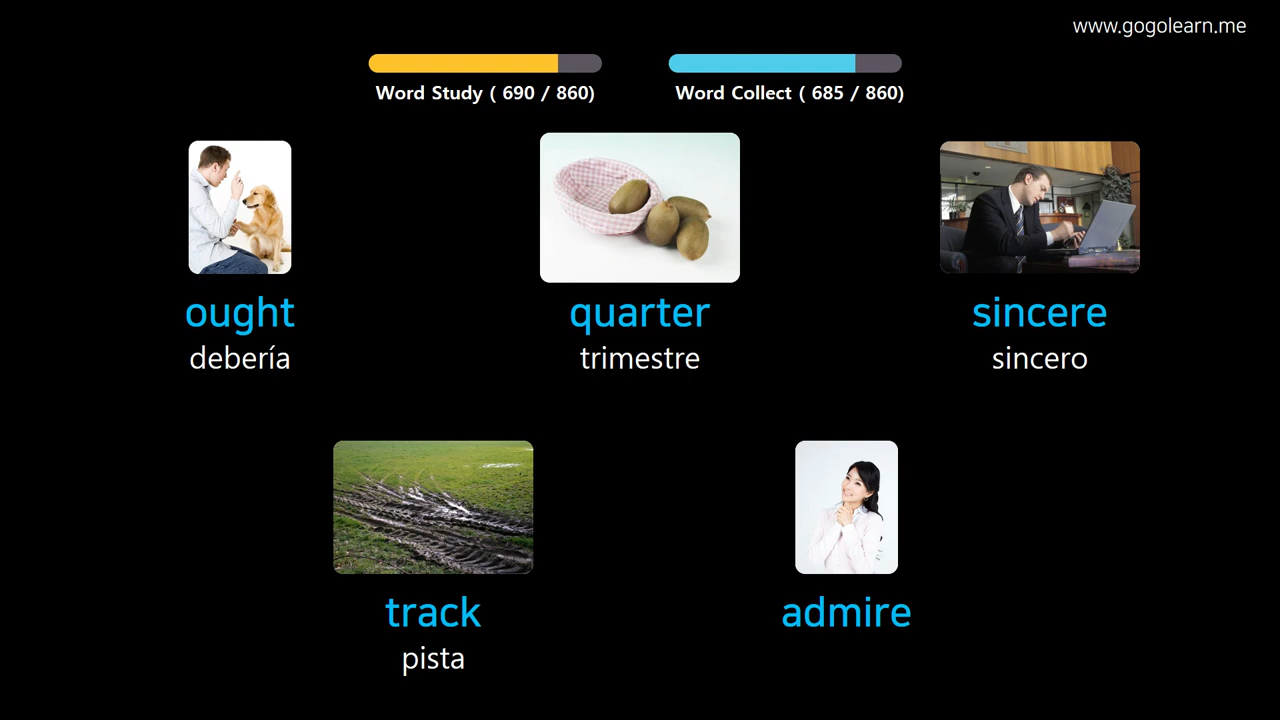 www.gogolearn.me
Word Study ( 690 / 860)
Word Collect ( 685 / 860)
ought
debería
quarter
trimestre
sincere
sincero
track
pista
admire